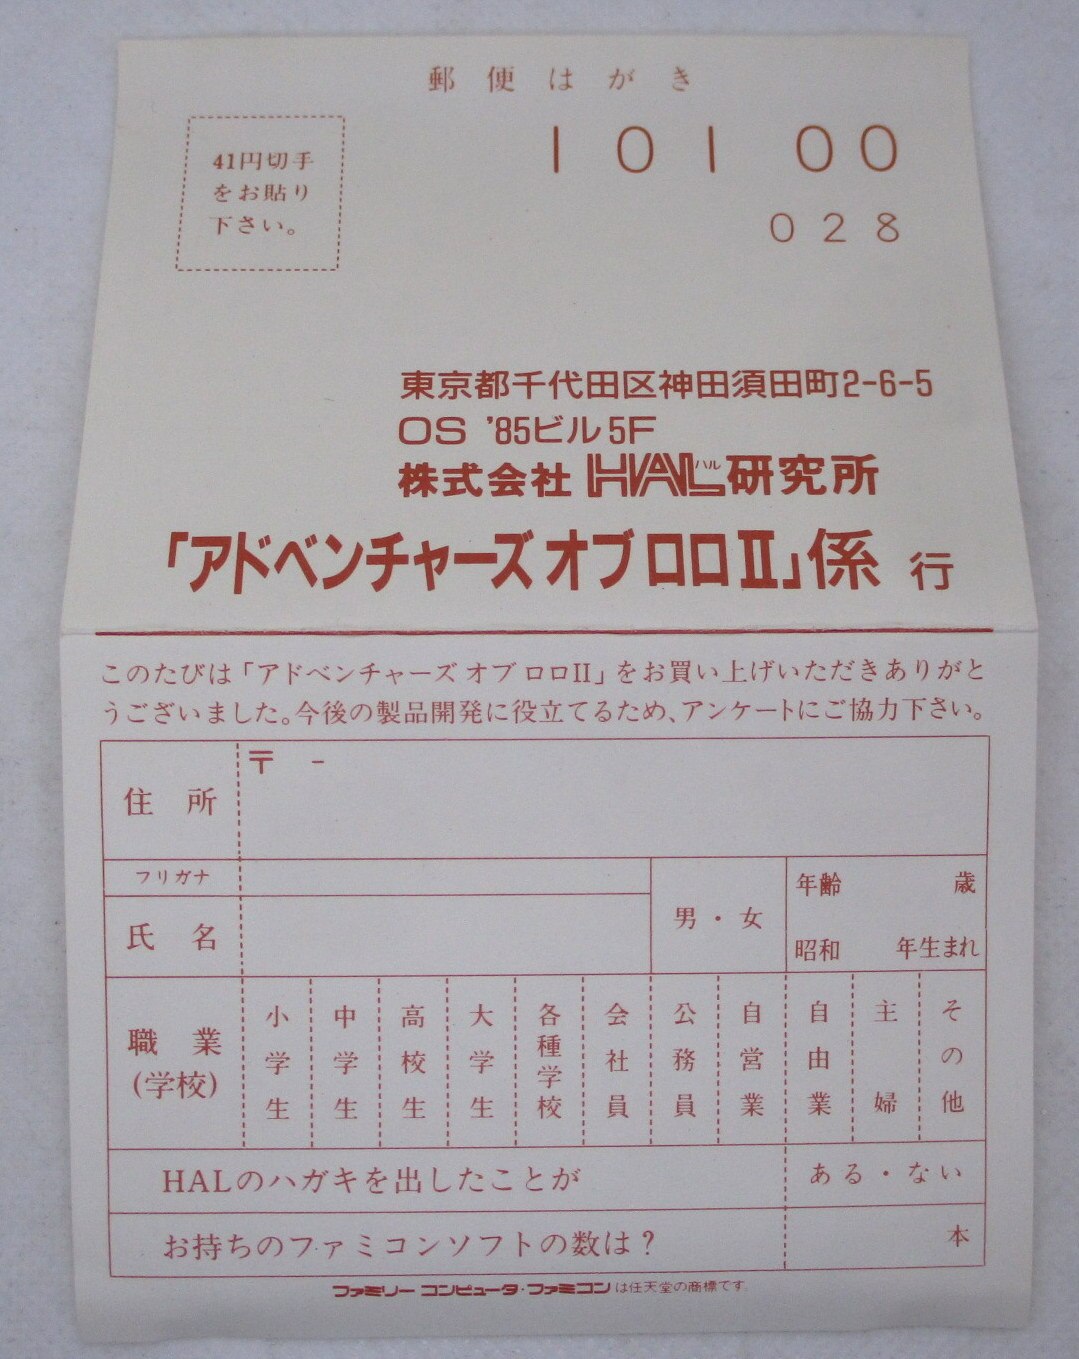 郵便はがき
41円切手
をお貼り
下さい。
101 00
028
東京都千代田区神田須田町2-6-5
OS '85ビル5F
株式会社 HAL ハル 研究所
「アドベンチャーズ オブ ロロII」係 行
このたびは「アドベンチャーズ オブ ロロII」をお買い上げいただきありがと
うございました。今後の製品開発に役立てるため、アンケートにご協力下さい。
住所 〒 -
フリガナ
氏名
男・女
年齢 歳
昭和 年生まれ
職業
(学校)
小学生
中学生
高校生
大学生
各種学校
会社員
公務員
自営業
自由業
主婦
その他
HALのハガキを出したことが ある・ない
お持ちのファミコンソフトの数は? 本
ファミリー コンピュータ・ファミコンは任天堂の商標です。